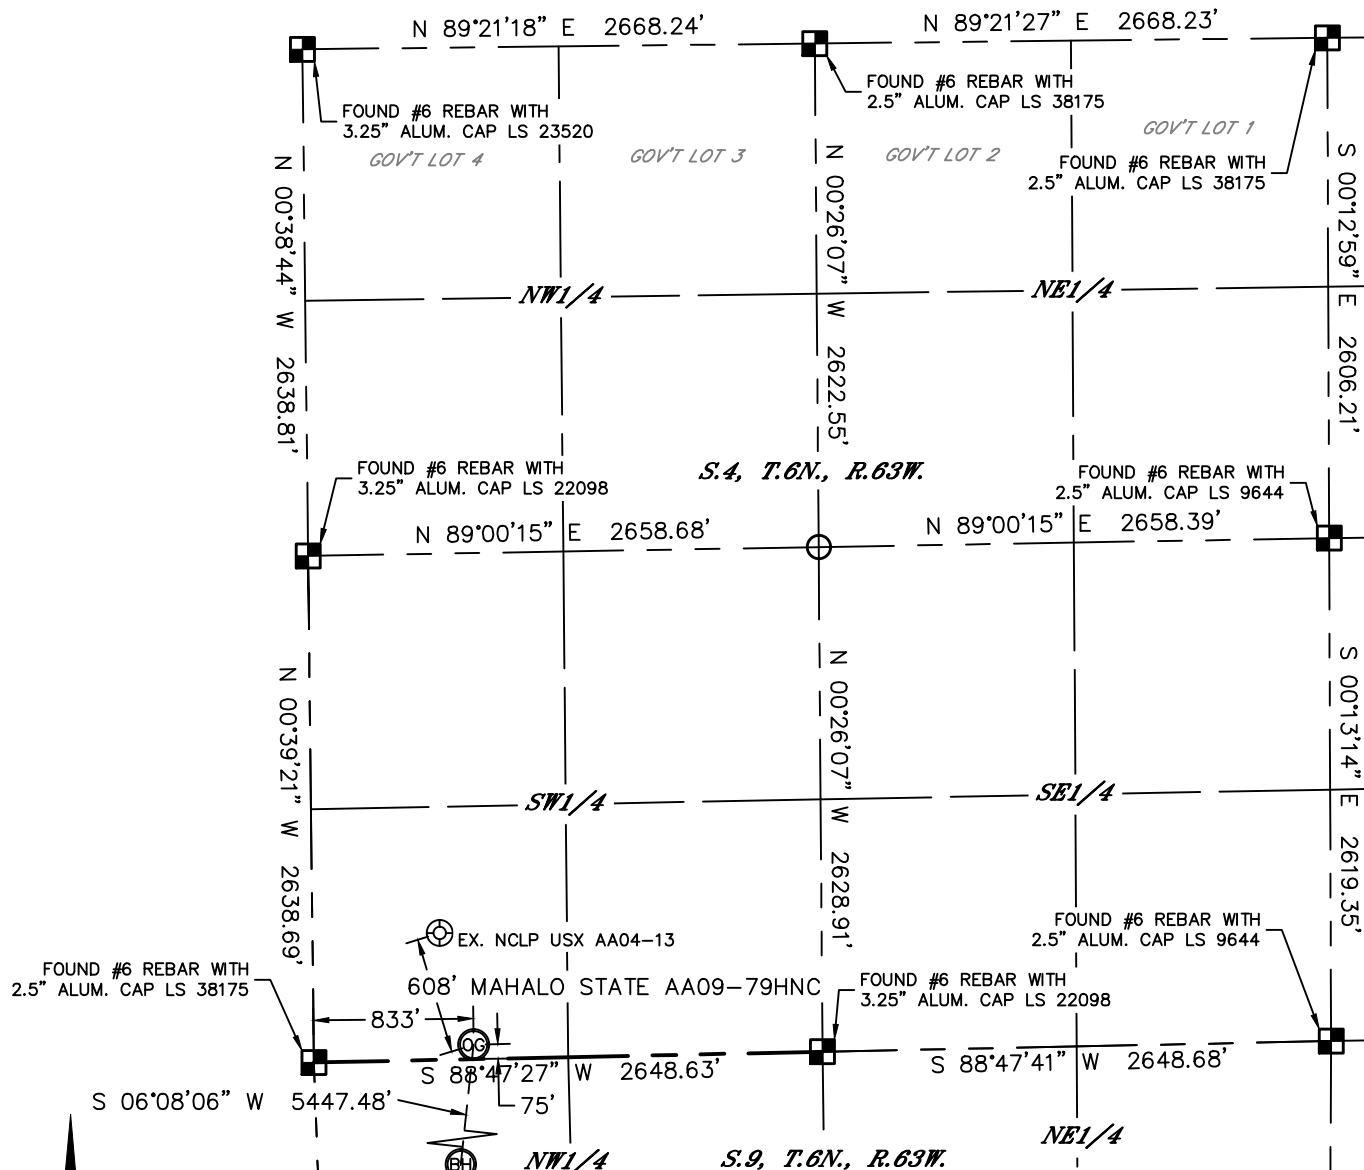 N 89°21'18" E 2668.24'
N 89°21'27" E 2668.23'
FOUND #6 REBAR WITH
3.25" ALUM. CAP LS 23520
FOUND #6 REBAR WITH
2.5" ALUM. CAP LS 38175
GOV'T LOT 4
GOV'T LOT 3
GOV'T LOT 2
GOV'T LOT 1
FOUND #6 REBAR WITH
2.5" ALUM. CAP LS 38175
N 00°38'44" W 2638.81'
N 00°26'07" W 2622.55'
S 00°12'59" E 2606.21'
NW1/4
NE1/4
S.4, T.6N., R.63W.
FOUND #6 REBAR WITH
3.25" ALUM. CAP LS 22098
FOUND #6 REBAR WITH
2.5" ALUM. CAP LS 9644
N 89°00'15" E 2658.68'
N 89°00'15" E 2658.39'
N 00°39'21" W 2638.69'
N 00°26'07" W 2628.91'
S 00°13'14" E 2619.35'
SW1/4
SE1/4
EX. NCLP USX AA04-13
FOUND #6 REBAR WITH
2.5" ALUM. CAP LS 9644
FOUND #6 REBAR WITH
2.5" ALUM. CAP LS 38175
608' MAHALO STATE AA09-79HNC
FOUND #6 REBAR WITH
3.25" ALUM. CAP LS 22098
833'
OG
S 88°47'27" W 2648.63'
S 88°47'41" W 2648.68'
S 06°08'06" W 5447.48'
75'
BH
NW1/4
S.9, T.6N., R.63W.
NE1/4